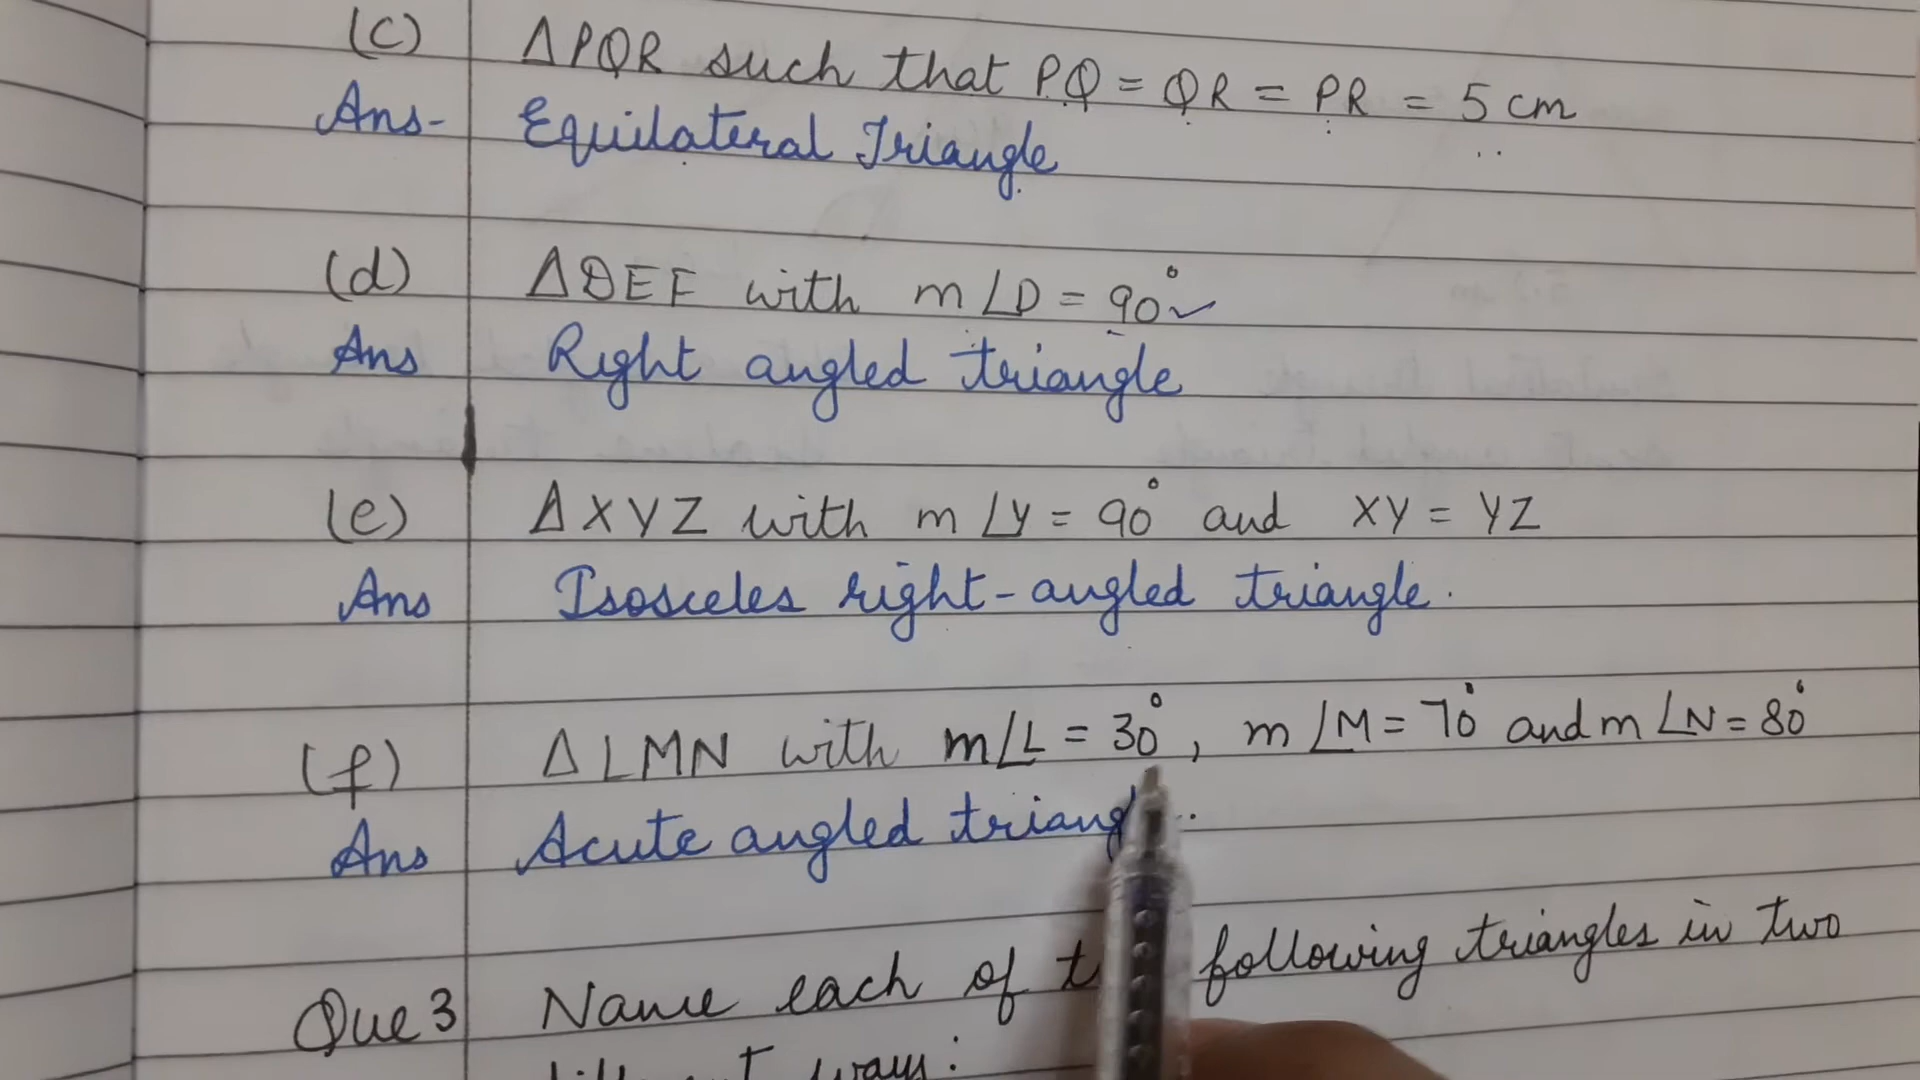 (c) ΔPQR such that PQ = QR = PR = 5 cm
Ans- Equilateral Triangle
(d) ΔDEF with m∠D = 90°
Ans Right angled triangle
(e) ΔXYZ with m∠Y = 90° and XY = YZ
Ans Isosceles right-angled triangle.
(f) ΔLMN with m∠L = 30°, m∠M = 70° and m∠N = 80°
Ans Acute angled triang
Que 3 Name each of t following triangles in two
ways: